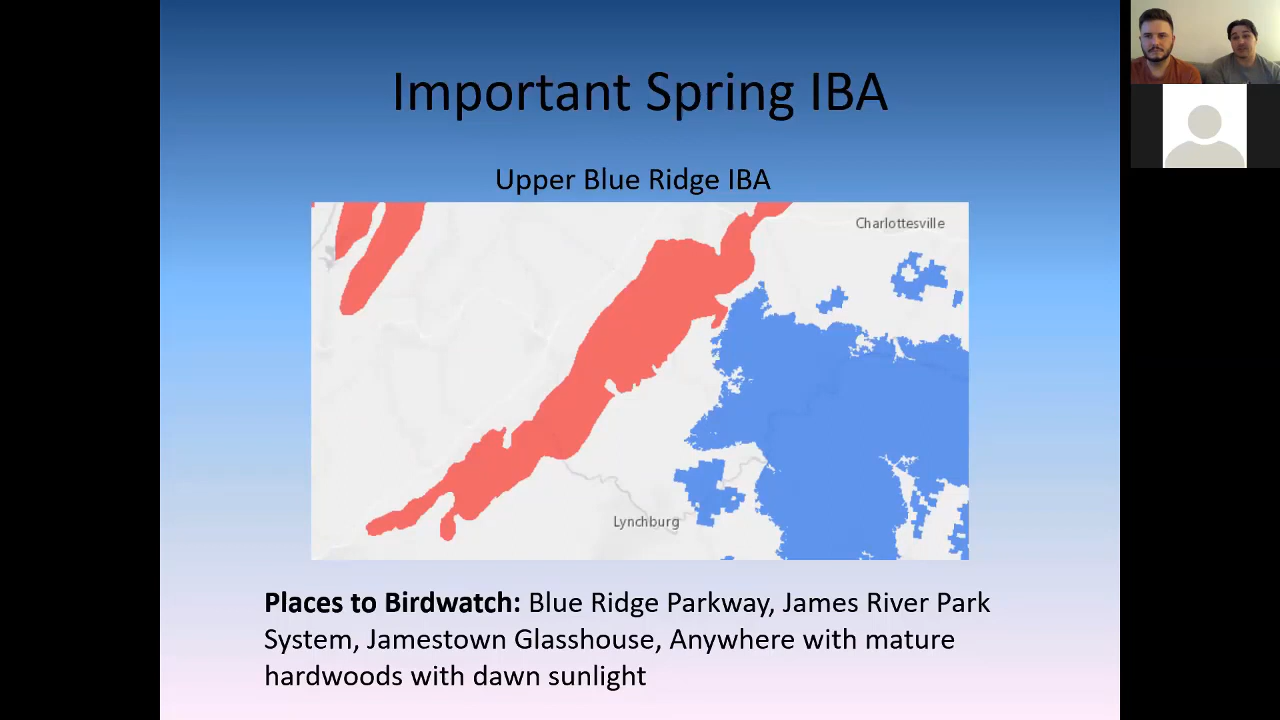 Important Spring IBA
Upper Blue Ridge IBA
Charlottesville
Lynchburg
Places to Birdwatch: Blue Ridge Parkway, James River Park
System, Jamestown Glasshouse, Anywhere with mature
hardwoods with dawn sunlight